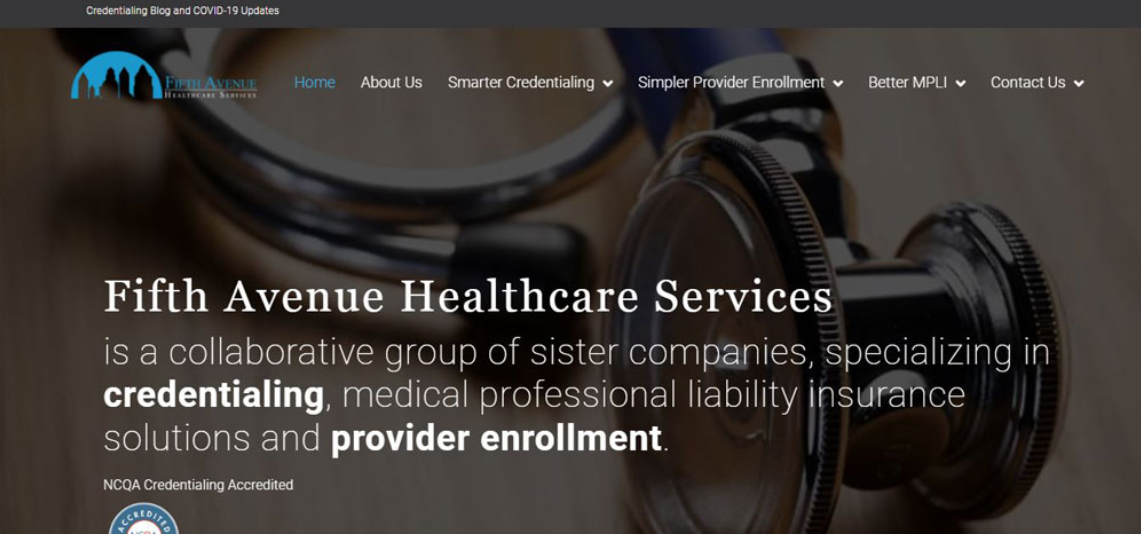 Credentialing Blog and COVID-19 Updates
FIFTH AVENUE
HEALTHCARE SERVICES
Home About Us Smarter Credentialing Simpler Provider Enrollment Better MPLI Contact Us
Fifth Avenue Healthcare Services
is a collaborative group of sister companies, specializing in
credentialing, medical professional liability insurance
solutions and provider enrollment.
NCQA Credentialing Accredited
ACCREDITED
NCQA